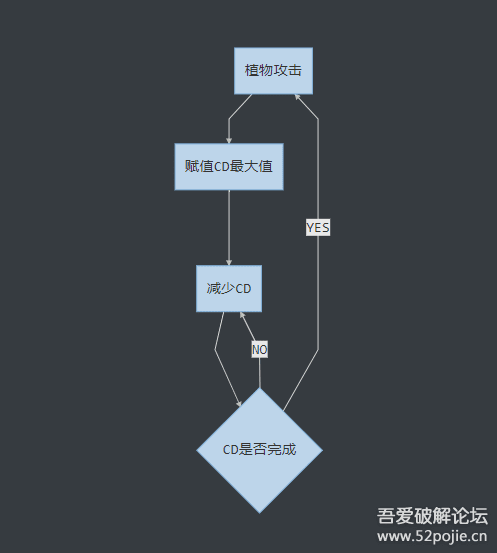 植物攻击
赋值CD最大值
YES
减少CD
NO
CD是否完成
吾爱破解论坛
www.52pojie.cn